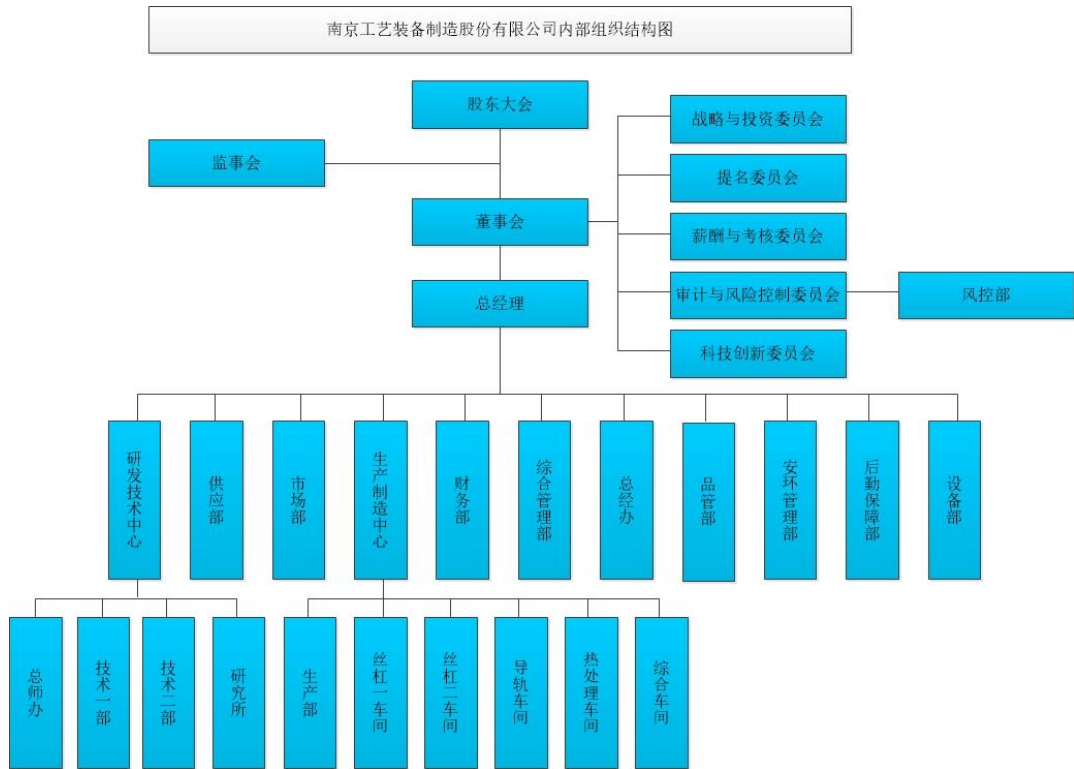 南京工艺装备制造股份有限公司内部组织结构图
股东大会
战略与投资委员会
监事会
提名委员会
董事会
薪酬与考核委员会
总经理
审计与风险控制委员会
风控部
科技创新委员会
研发技术中心
供应部
市场部
生产制造中心
财务部
综合管理部
总经办
品管部
安环管理部
后勤保障部
设备部
总师办
技术一部
技术二部
研究所
生产部
丝杠一车间
丝杠二车间
导轨车间
热处理车间
综合车间